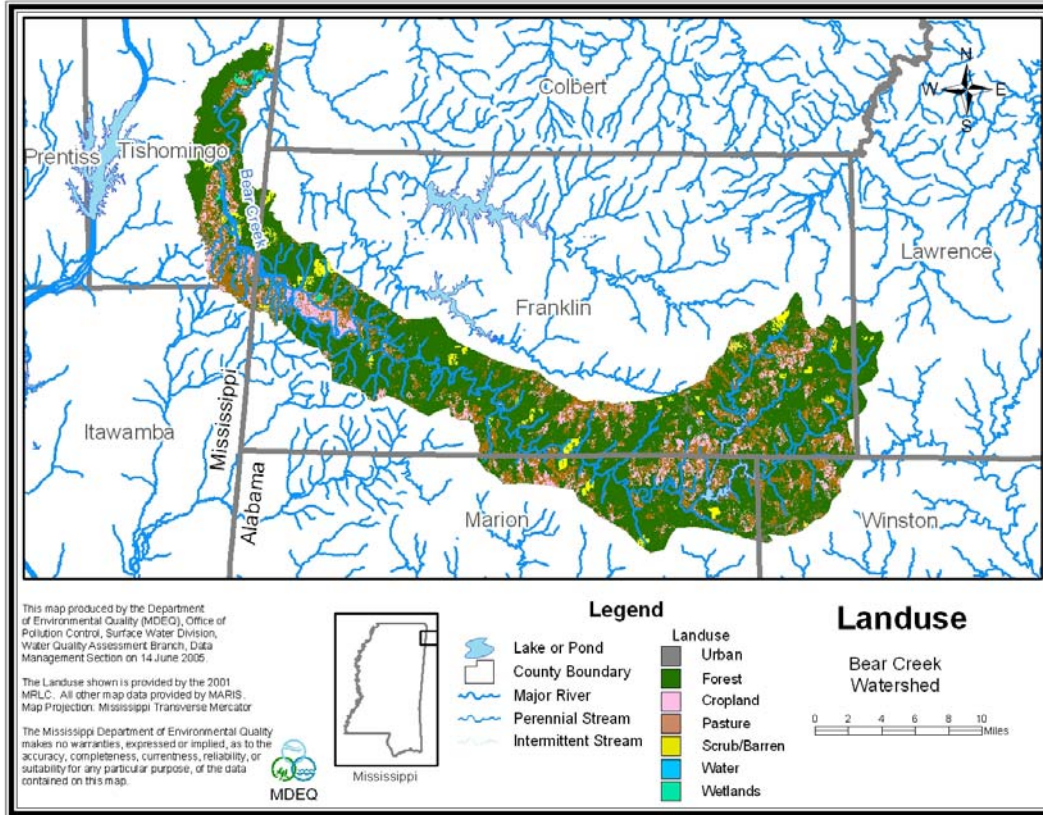 Colbert
N
W
E
S
Prentiss
Tishomingo
Bear Creek
Lawrence
Franklin
Mississippi
Itawamba
Alabama
Marion
Winston
This map produced by the Department
of Environmental Quality (MDEQ), Office of
Pollution Control, Surface Water Division,
Water Quality Assessment Branch, Data
Management Section on 14 June 2005.
The Landuse shown is provided by the 2001
MRLC. All other map data provided by MARIS.
Map Projection: Mississippi Transverse Mercator
The Mississippi Department of Environmental Quality
makes no warranties, expressed or implied, as to the
accuracy, completeness, currentness, reliability, or
suitability for any particular purpose, of the data
contained on this map.
MDEQ
Mississippi
Legend
Lake or Pond
County Boundary
Major River
Perennial Stream
Intermittent Stream
Landuse
Urban
Forest
Cropland
Pasture
Scrub/Barren
Water
Wetlands
Landuse
Bear Creek
Watershed
0 2 4 6 8 10
Miles